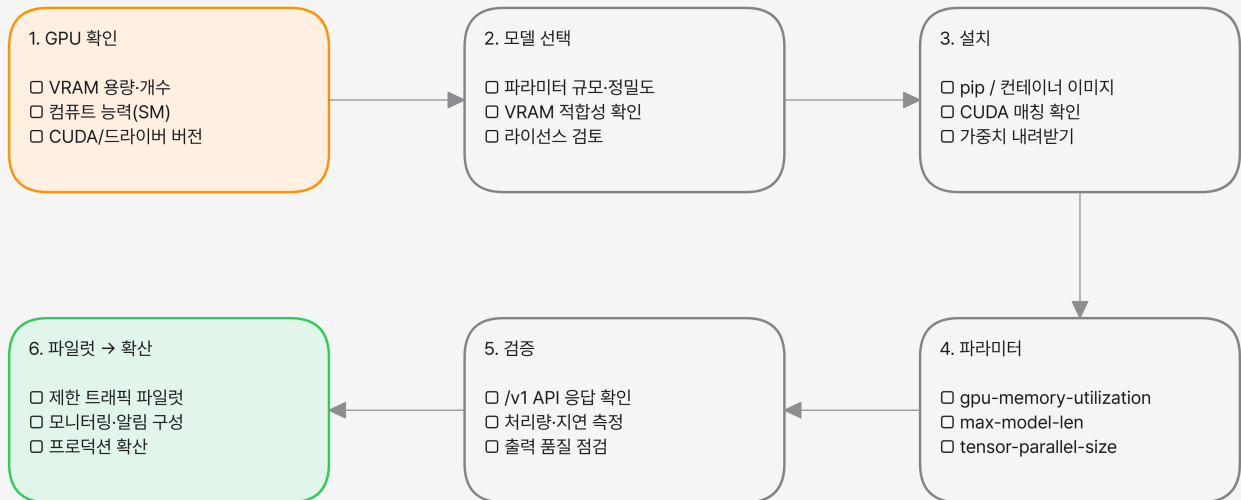 1. GPU 확인
☐ VRAM 용량·개수
☐ 컴퓨트 능력(SM)
☐ CUDA/드라이버 버전
2. 모델 선택
☐ 파라미터 규모·정밀도
☐ VRAM 적합성 확인
☐ 라이선스 검토
3. 설치
☐ pip / 컨테이너 이미지
☐ CUDA 매칭 확인
☐ 가중치 내려받기
4. 파라미터
☐ gpu-memory-utilization
☐ max-model-len
☐ tensor-parallel-size
5. 검증
☐ /v1 API 응답 확인
☐ 처리량·지연 측정
☐ 출력 품질 점검
6. 파일럿 → 확산
☐ 제한 트래픽 파일럿
☐ 모니터링·알림 구성
☐ 프로덕션 확산